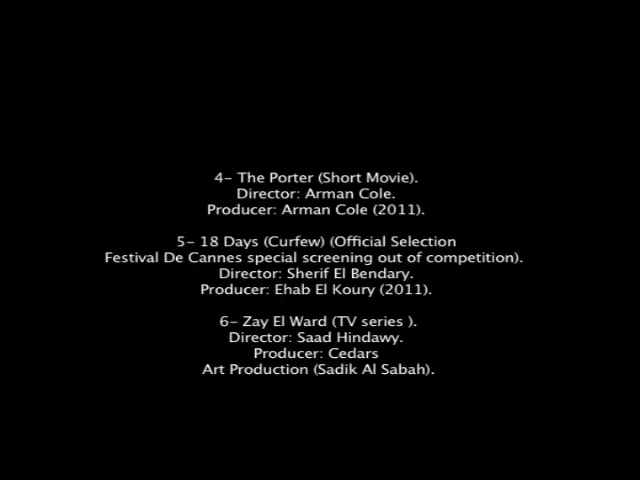 4- The Porter (Short Movie).
Director: Arman Cole.
Producer: Arman Cole (2011).
5- 18 Days (Curfew) (Official Selection
Festival De Cannes special screening out of competition).
Director: Sherif El Bendary.
Producer: Ehab El Koury (2011).
6- Zay El Ward (TV series ).
Director: Saad Hindawy.
Producer: Cedars
Art Production (Sadik Al Sabah).